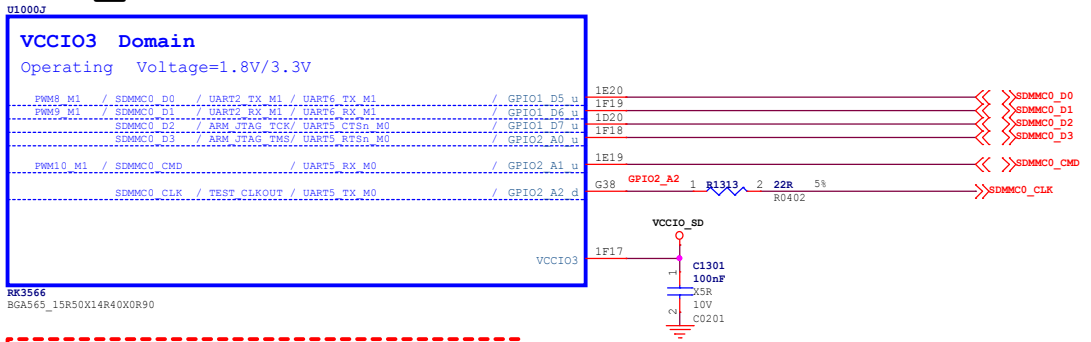 U1000J
VCCIO3 Domain
Operating Voltage=1.8V/3.3V
PWM8_M1 / SDMMC0_D0 / UART2_TX_M1 / UART6_TX_M1 / GPIO1_D5_u 1E20 SDMMC0_D0
PWM9_M1 / SDMMC0_D1 / UART2_RX_M1 / UART6_RX_M1 / GPIO1_D6_u 1F19 SDMMC0_D1
SDMMC0_D2 / ARM_JTAG_TCK/ UART5_CTSn_M0 / GPIO1_D7_u 1D20 SDMMC0_D2
SDMMC0_D3 / ARM_JTAG_TMS/ UART5_RTSn_M0 / GPIO2_A0_u 1F18 SDMMC0_D3
PWM10_M1 / SDMMC0_CMD / UART5_RX_M0 / GPIO2_A1_u 1E19 SDMMC0_CMD
SDMMC0_CLK / TEST_CLKOUT / UART5_TX_M0 / GPIO2_A2_d G38 GPIO2_A2 1 R1313 2 22R 5% SDMMC0_CLK
R0402
VCCIO_SD
VCCIO3 1F17
1 C1301
100nF
X5R
10V
2 C0201
RK3566
BGA565_15R50X14R40X0R90